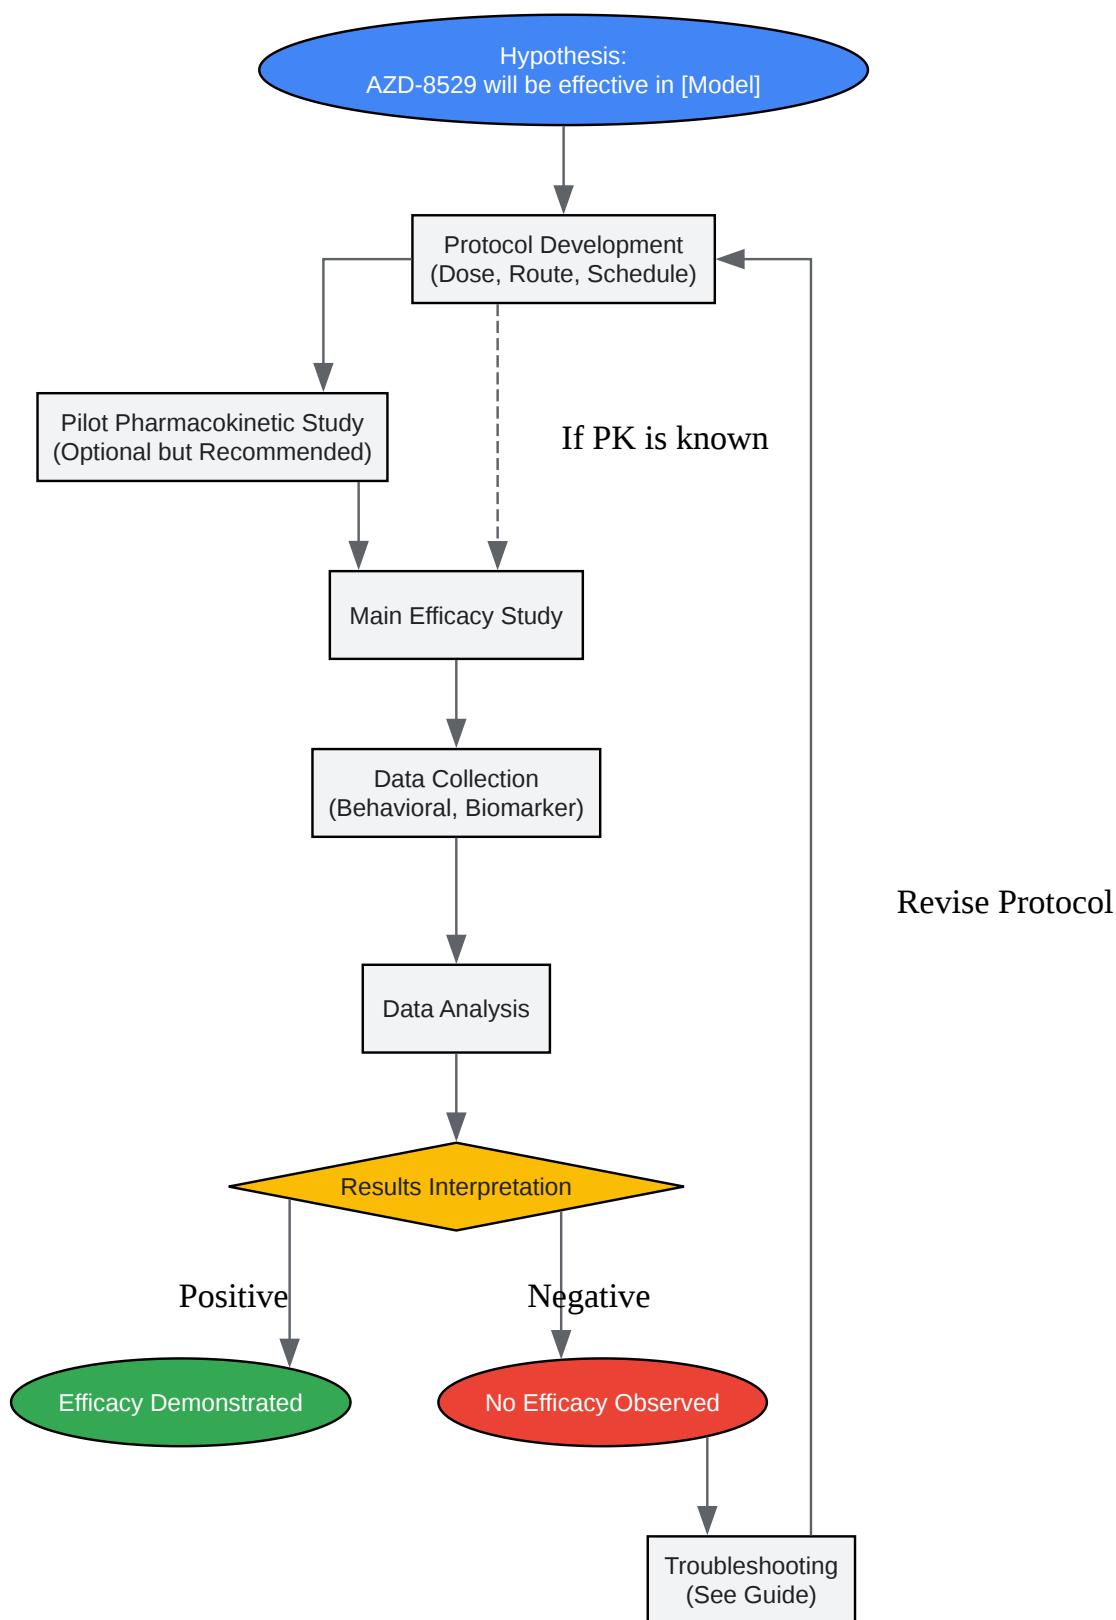 Hypothesis:
AZD-8529 will be effective in [Model]
Protocol Development
(Dose, Route, Schedule)
Pilot Pharmacokinetic Study
(Optional but Recommended)
If PK is known
Main Efficacy Study
Data Collection
(Behavioral, Biomarker)
Revise Protocol
Data Analysis
Results Interpretation
Positive
Negative
Efficacy Demonstrated
No Efficacy Observed
Troubleshooting
(See Guide)